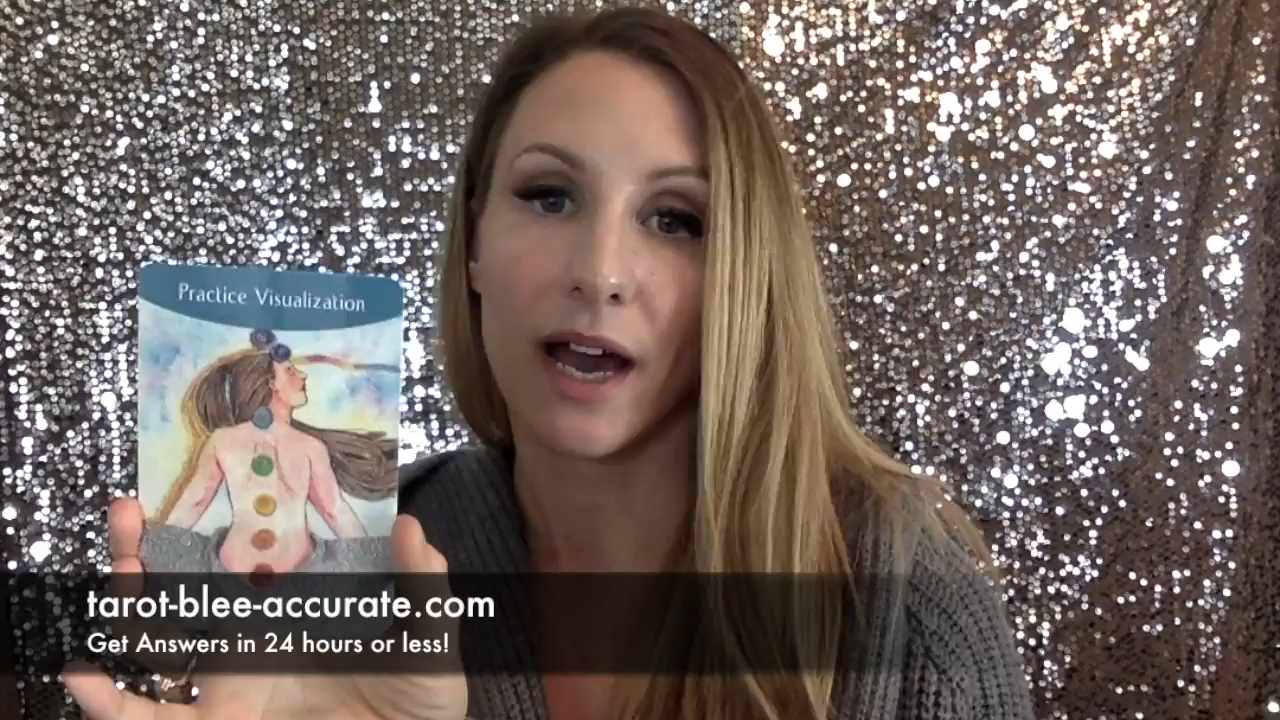 Practice Visualization
tarot-blee-accurate.com
Get Answers in 24 hours or less!